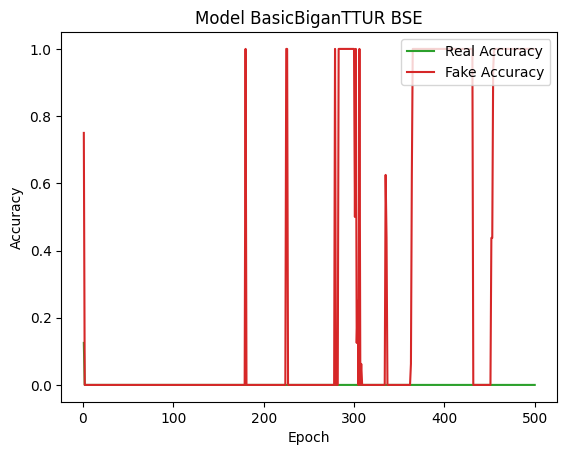 Model BasicBiganTTUR BSE
1.0
0.8
0.6
0.4
0.2
0.0
Accuracy
Real Accuracy
Fake Accuracy
0 100 200 300 400 500
Epoch